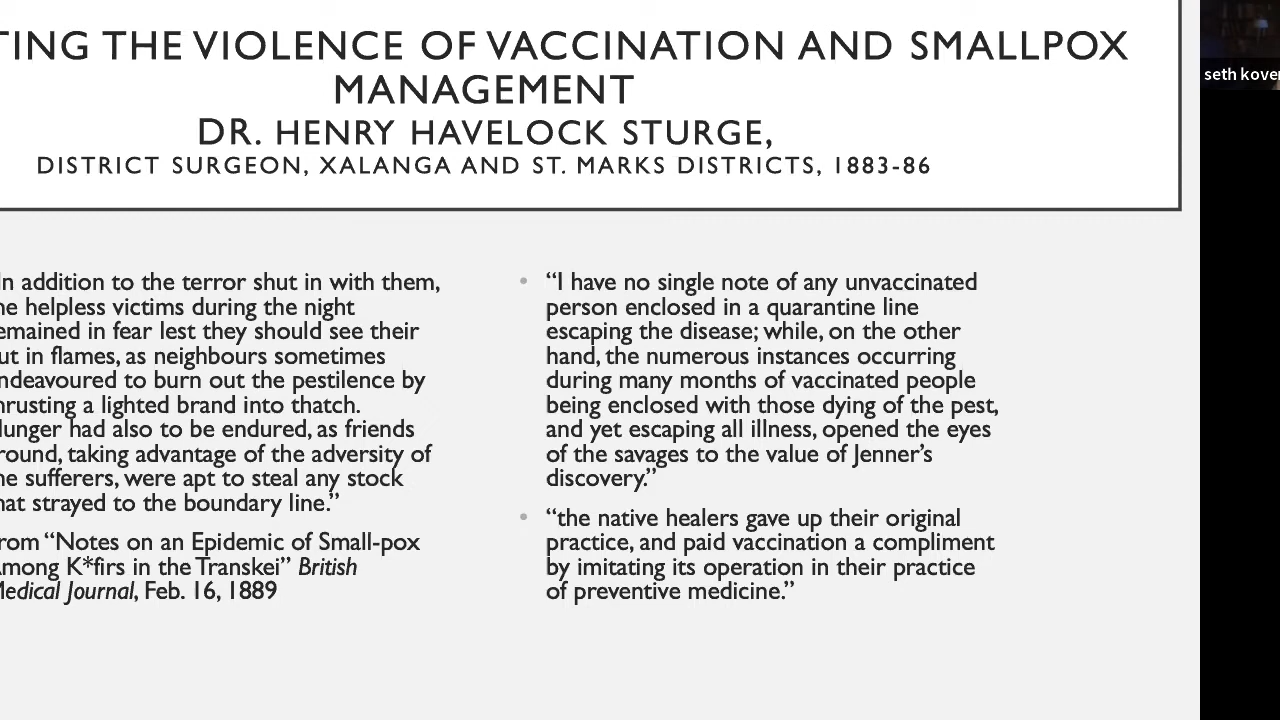 TING THE VIOLENCE OF VACCINATION AND SMALLPOX
MANAGEMENT
DR. HENRY HAVELOCK STURGE,
DISTRICT SURGEON, XALANGA AND ST. MARKS DISTRICTS, 1883-86
seth kove
n addition to the terror shut in with them,
he helpless victims during the night
emained in fear lest they should see their
ut in flames, as neighbours sometimes
ndeavoured to burn out the pestilence by
hrusting a lighted brand into thatch.
unger had also to be endured, as friends
round, taking advantage of the adversity of
he sufferers, were apt to steal any stock
hat strayed to the boundary line.”
rom “Notes on an Epidemic of Small-pox
mong K*firs in the Transkei” British
Medical Journal, Feb. 16, 1889
• “I have no single note of any unvaccinated
person enclosed in a quarantine line
escaping the disease; while, on the other
hand, the numerous instances occurring
during many months of vaccinated people
being enclosed with those dying of the pest,
and yet escaping all illness, opened the eyes
of the savages to the value of Jenner’s
discovery.”
• “the native healers gave up their original
practice, and paid vaccination a compliment
by imitating its operation in their practice
of preventive medicine.”